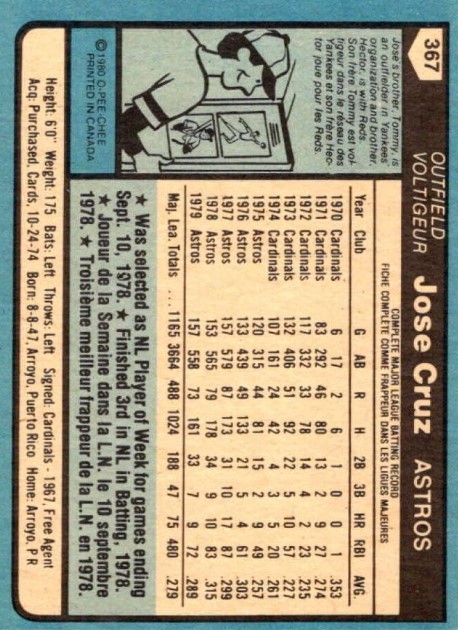 367
OUTFIELD
VOLTIGEUR
Jose Cruz ASTROS
COMPLETE MAJOR LEAGUE BATTING RECORD
FICHE COMPLÈTE COMME FRAPPEUR DANS LES LIGUES MAJEURES
Jose's brother, Tommy, is
an outfielder in Yankees'
organization and brother,
Hector, is with Reds.
Son frère Tommy est vol-
tigeur dans le réseau des
Yankees et son frère Hec-
tor joue pour les Reds.
© 1980 O-PEE-CHEE
PRINTED IN CANADA
Year Club G AB R H 2B 3B HR RBI AVG.
1970 Cardinals 6 17 2 6 1 0 0 1 .353
1971 Cardinals 83 292 46 80 13 2 9 27 .274
1972 Cardinals 117 332 33 78 14 4 2 23 .235
1973 Cardinals 132 406 51 92 22 5 10 57 .227
1974 Cardinals 107 161 24 42 4 3 5 20 .261
1975 Astros 120 315 44 81 15 2 9 49 .257
1976 Astros 133 439 49 133 21 5 4 61 .303
1977 Astros 157 579 87 173 31 10 17 87 .299
1978 Astros 153 565 79 178 34 9 10 83 .315
1979 Astros 157 558 73 161 33 7 9 72 .289
Maj. Lea. Totals ... 1165 3664 488 1024 188 47 75 480 .279
★ Was selected as NL Player of Week for games ending
Sept. 10, 1978. ★ Finished 3rd in NL in Batting, 1978.
★ Joueur de la Semaine dans la L.N. le 10 septembre
1978. ★ Troisième meilleur frappeur de la L.N. en 1978.
Height: 6'0" Weight: 175 Bats: Left Throws: Left Signed: Cardinals - 1967, Free Agent
Acq: Purchased, Cards, 10-24-74 Born: 8-8-47, Arroyo, Puerto Rico Home: Arroyo, P R